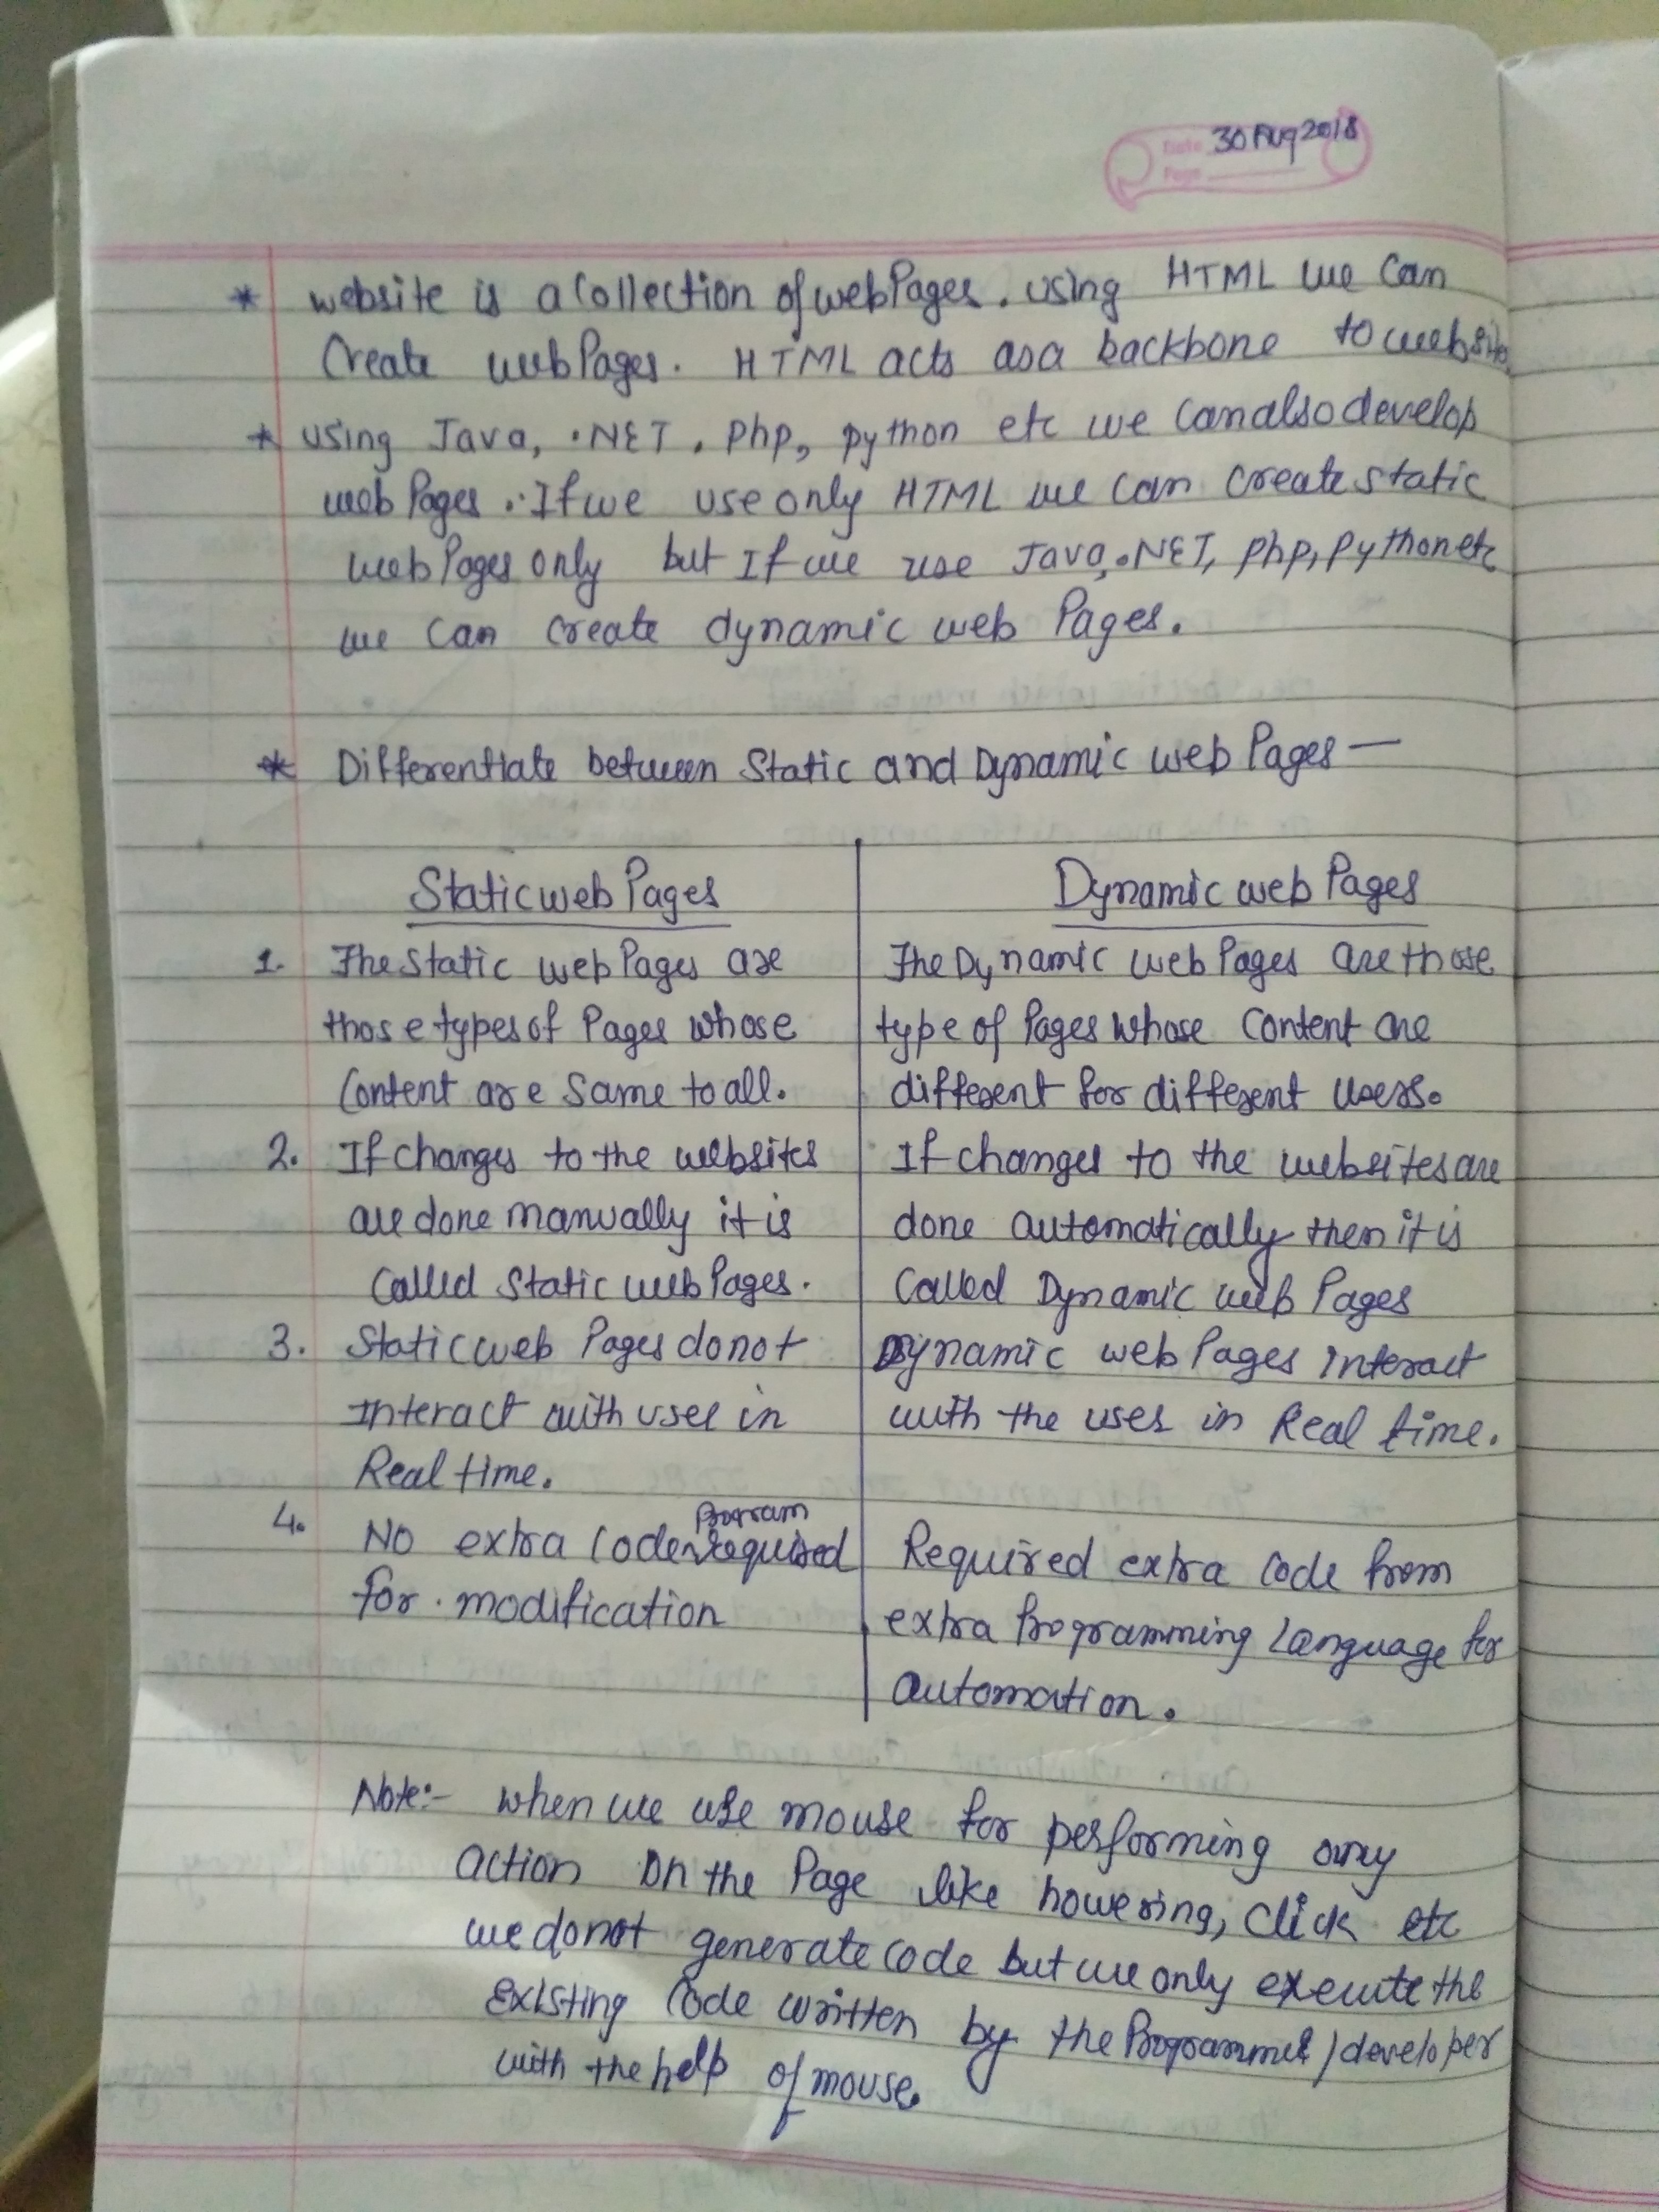 Date 30 Aug 2018
Page
* website is a collection of webPages. using HTML we can
Create webPages. HTML acts as a backbone to website.
* using Java, .NET, Php, python etc we can also develop
web Pages. If we use only HTML we can create static
web Pages only but If we use Java, .NET, php, Python etc
we can create dynamic web Pages.
* Differentiate between Static and Dynamic web Pages —
Static web Pages
Dynamic web Pages
1. The Static web Pages are
those types of Pages whose
Content are Same to all.
The Dynamic web Pages are those
type of Pages whose Content are
different for different users.
2. If changes to the websites
are done manually it is
Called Static web Pages.
If changes to the websites are
done automatically then it is
Called Dynamic web Pages
3. Static web Pages do not
Interact with user in
Real time.
Dynamic web Pages Interact
with the user in Real time.
4. No extra Code Program required
for modification
Required extra Code from
extra Programming Language for
automation.
Note:- when we use mouse for performing any
action on the Page like howering, Click etc
we do not generate code but we only execute the
Existing Code written by the Programmer / developer
with the help of mouse.